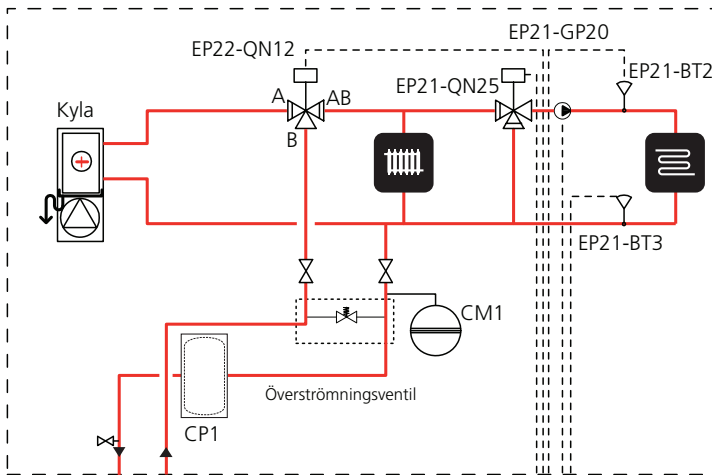 EP21-GP20
EP22-QN12
EP21-BT2
EP21-QN25
Kyla
A
AB
B
EP21-BT3
CM1
Överströmningsventil
CP1